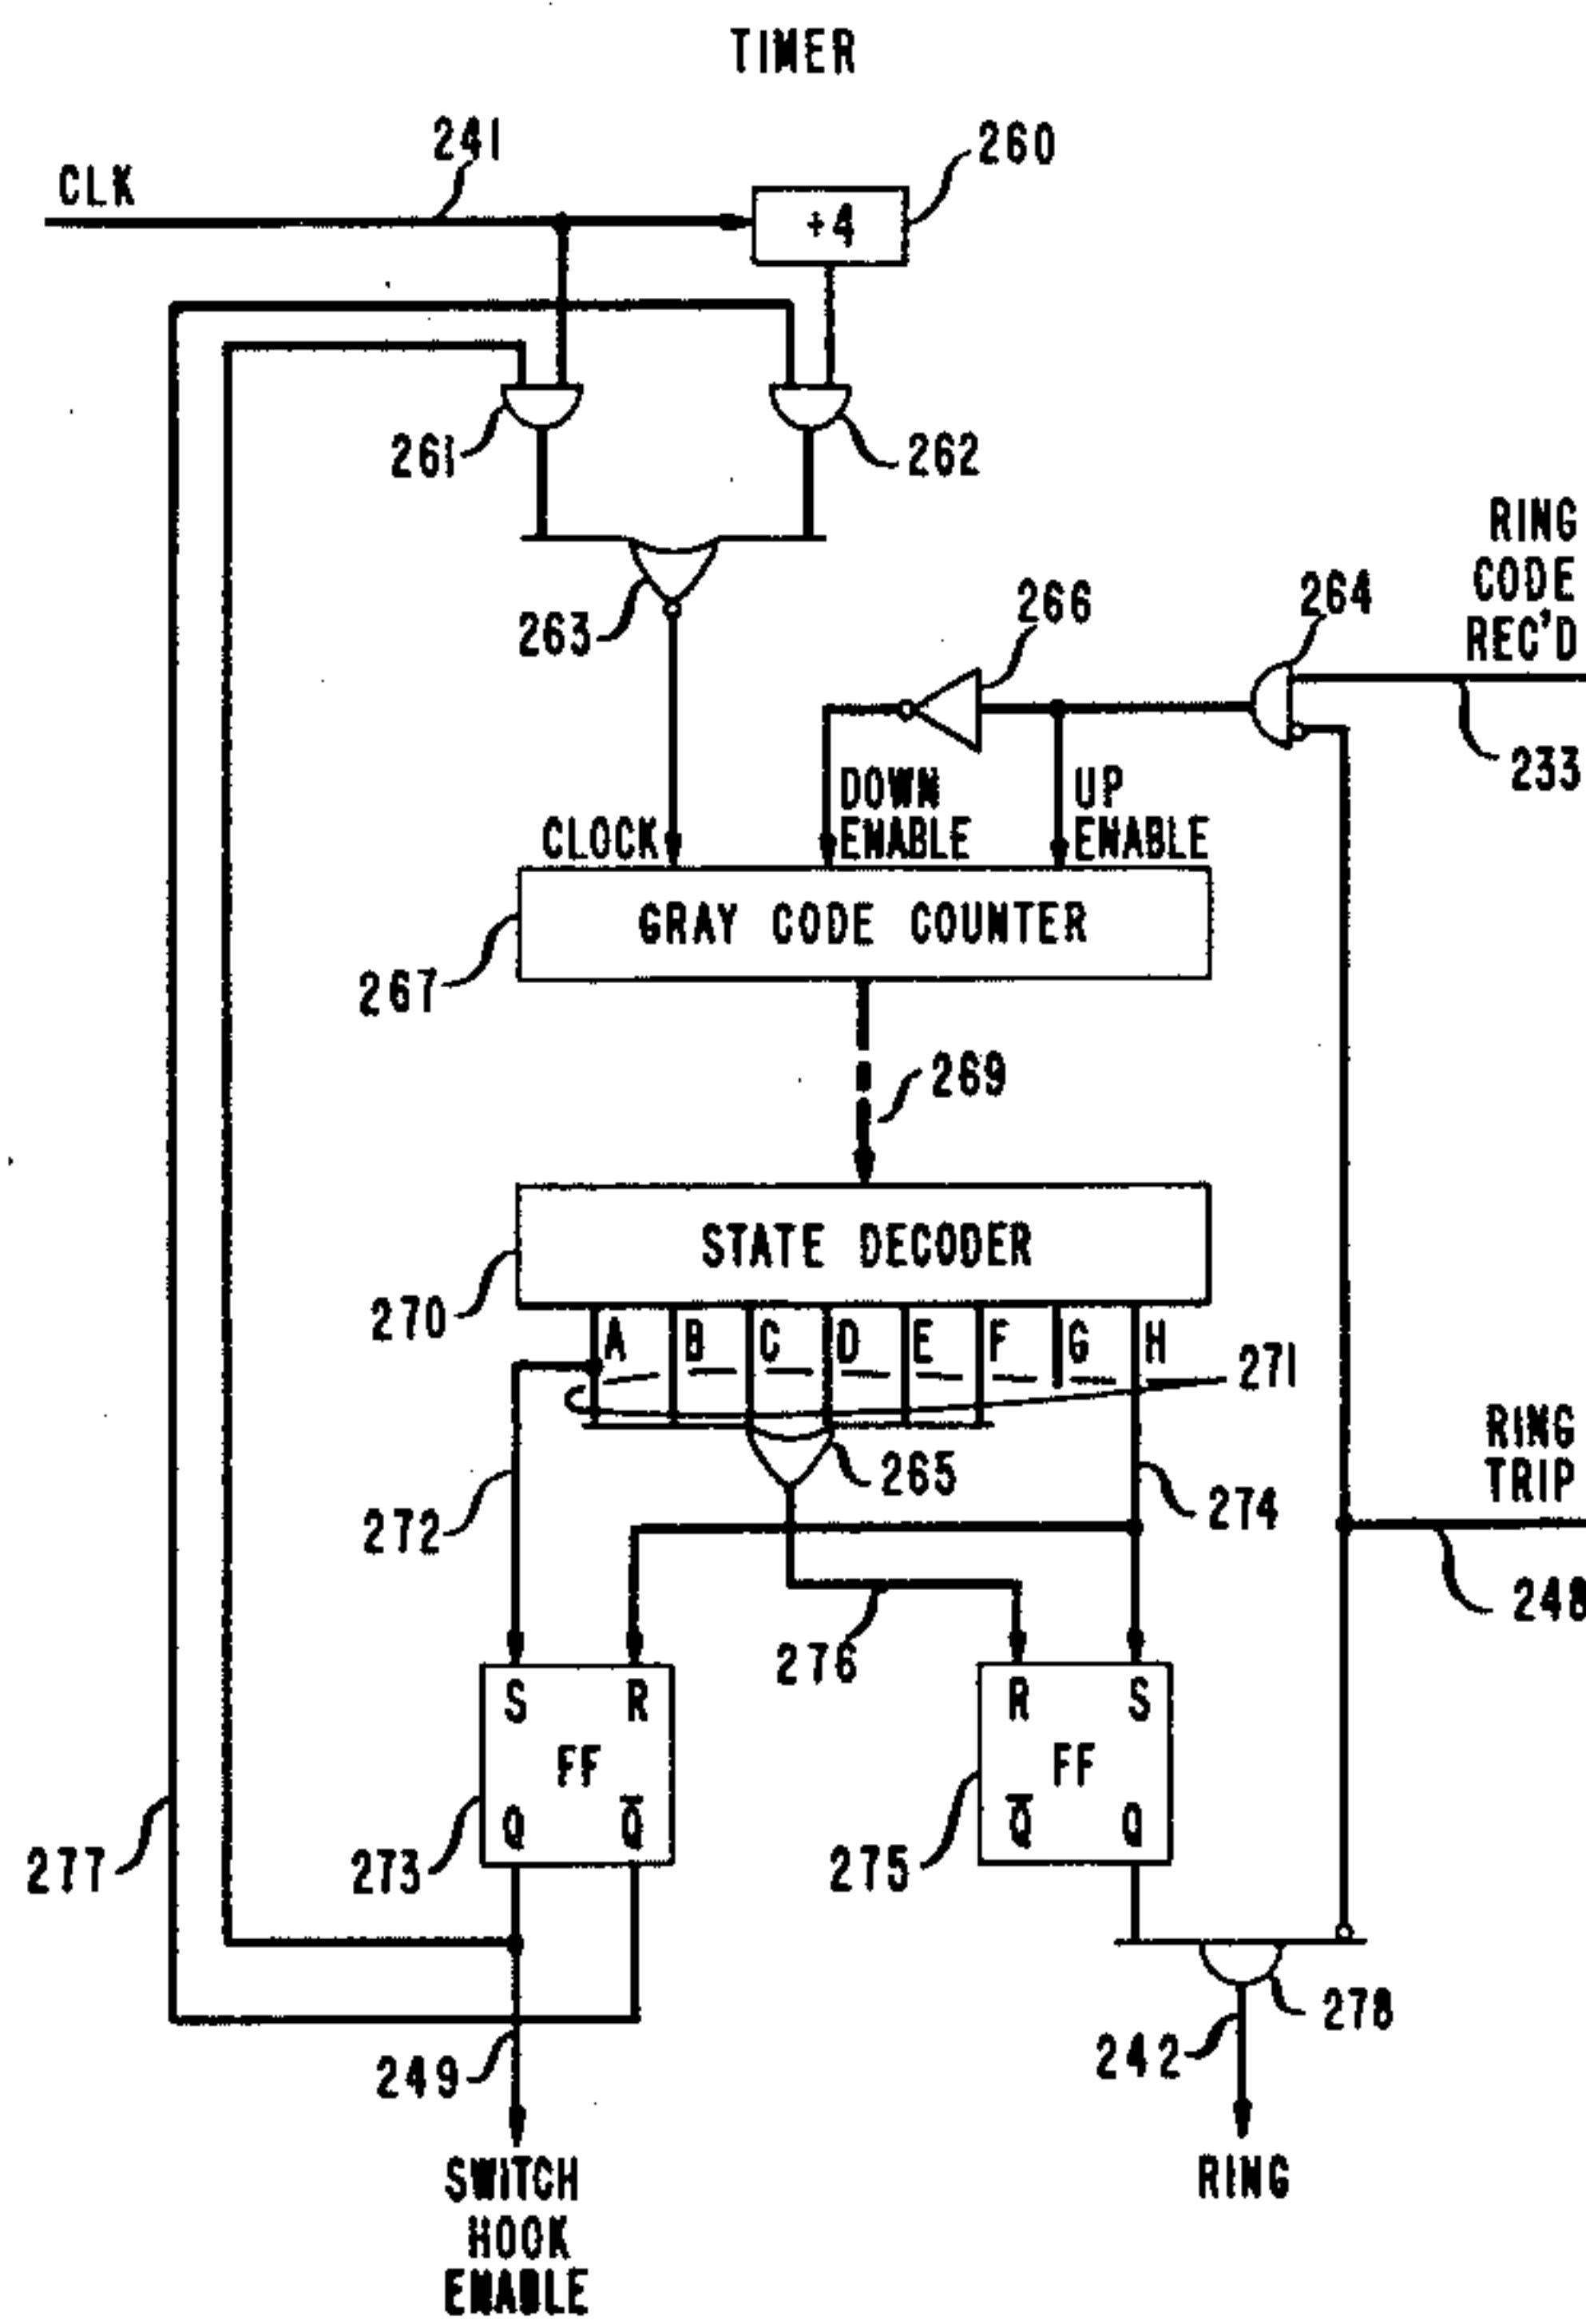 TIMER
241
260
CLK
+4
261
262
RING
CODE
REC'D
264
266
263
233
DOWN
ENABLE
UP
ENABLE
CLOCK
GRAY CODE COUNTER
267
269
STATE DECODER
270
A B C D E F G H
271
265
RING
TRIP
272
274
248
276
S R
R S
FF
FF
Q Q̅
Q̅ Q
277
273
275
278
249
242
SWITCH
HOOK
ENABLE
RING